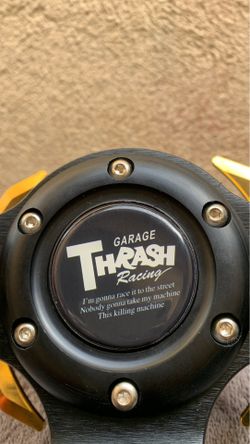 GARAGE
THRASH
Racing
I'm gonna race it to the street
Nobody gonna take my machine
This killing machine